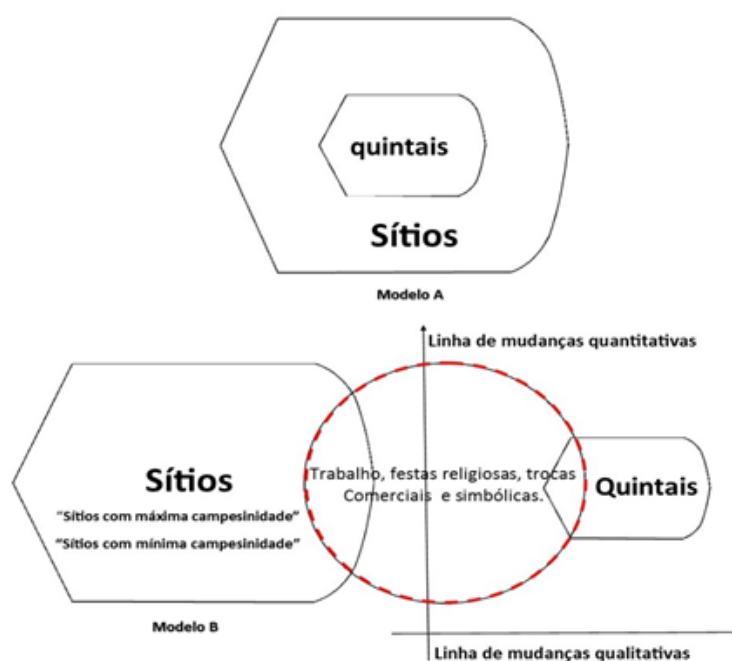 quintais
Sítios
Modelo A
Linha de mudanças quantitativas
Trabalho, festas religiosas, trocas
Comerciais e simbólicas.
Sítios
"Sítios com máxima campesinidade"
"Sítios com mínima campesinidade"
Quintais
Modelo B
Linha de mudanças qualitativas